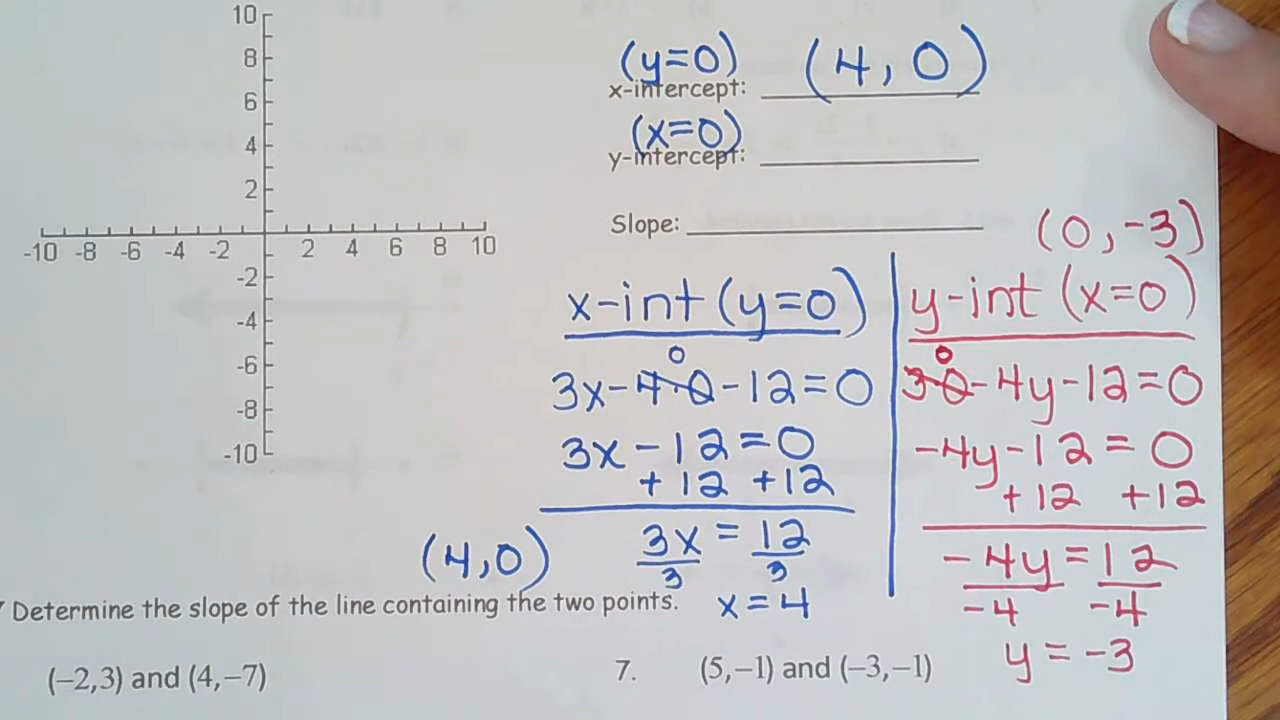 10
8
6
4
2
-10 -8 -6 -4 -2 2 4 6 8 10
-2
-4
-6
-8
-10
(y=0) (4,0)
x-intercept:
(x=0)
y-intercept:
Slope:
x-int (y=0)
0
3x-4·0-12=0
3x-12=0
+12 +12
3x = 12
3 3
x=4
(4,0)
(0,-3)
y-int (x=0)
0
3·0-4y-12=0
-4y-12=0
+12 +12
-4y=12
-4 -4
y=-3
Determine the slope of the line containing the two points.
(−2,3) and (4,−7)
7. (5,−1) and (−3,−1)